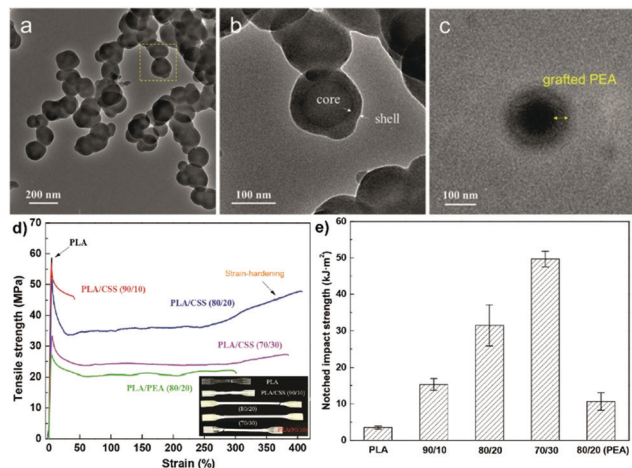 a
200 nm
b
core
shell
100 nm
c
grafted PEA
100 nm
d)
Tensile strength (MPa)
70
60
50
40
30
20
10
0
0 50 100 150 200 250 300 350 400
Strain (%)
PLA
PLA/CSS (90/10)
Strain-hardening
PLA/CSS (80/20)
PLA/CSS (70/30)
PLA/PEA (80/20)
PLA
PLA/CSS (90/10)
(80/20)
(70/30)
e)
Notched impact strength (kJ·m²)
60
50
40
30
20
10
0
PLA 90/10 80/20 70/30 80/20 (PEA)